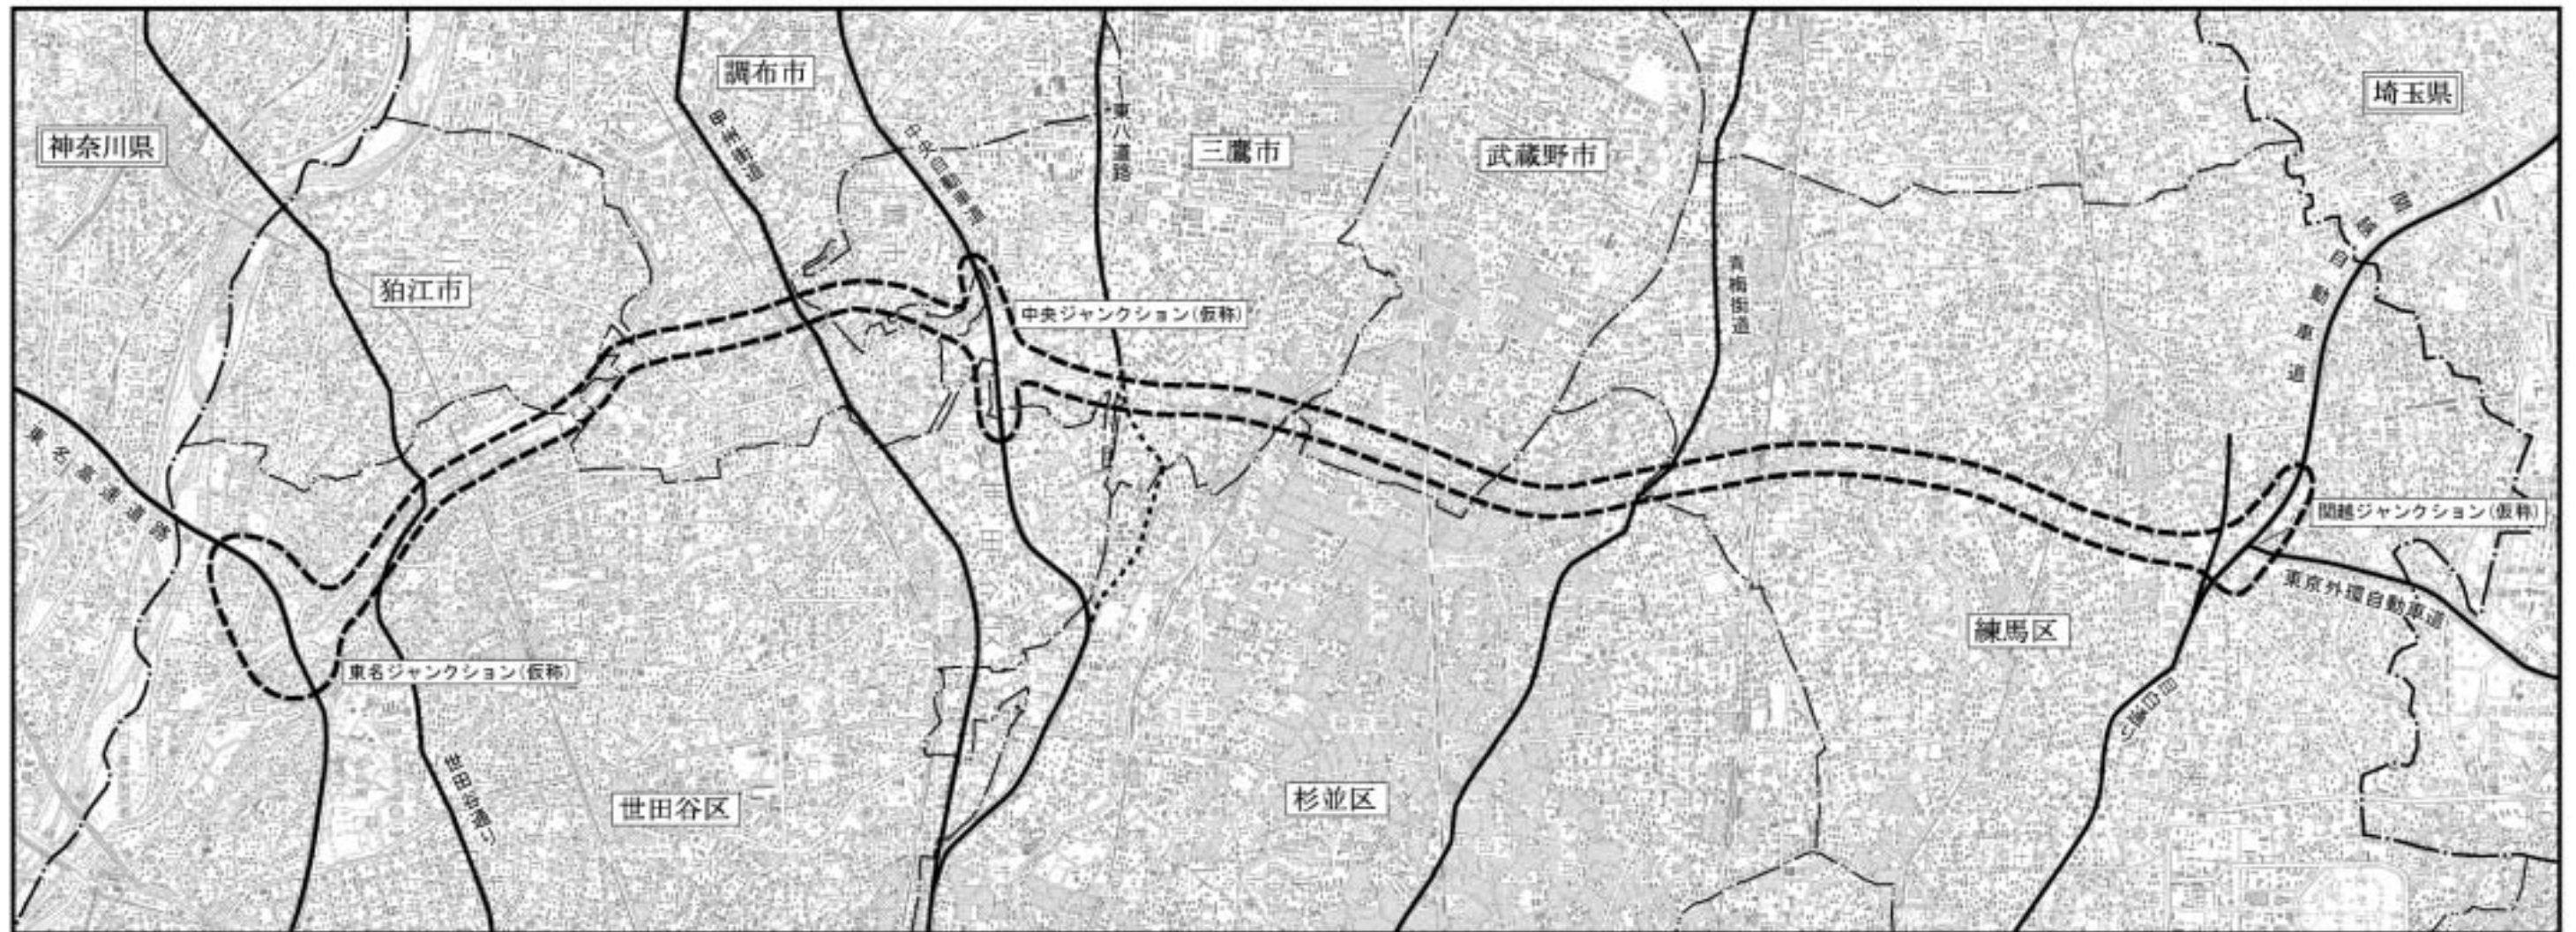 神奈川県
調布市
三鷹市
武蔵野市
埼玉県
狛江市
甲州街道
中央自動車道
東八道路
青梅街道
関越自動車道
中央ジャンクション(仮称)
東名高速道路
関越ジャンクション(仮称)
東京外環自動車道
東名ジャンクション(仮称)
練馬区
目白通り
世田谷通り
世田谷区
杉並区